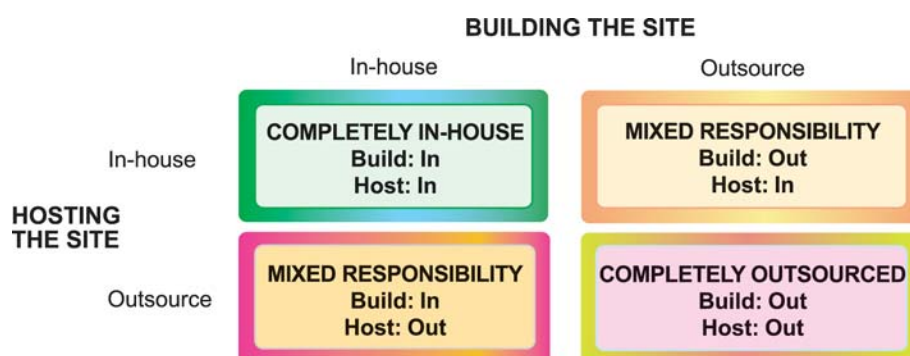 BUILDING THE SITE
In-house
Outsource
In-house
COMPLETELY IN-HOUSE
Build: In
Host: In
MIXED RESPONSIBILITY
Build: Out
Host: In
HOSTING
THE SITE
Outsource
MIXED RESPONSIBILITY
Build: In
Host: Out
COMPLETELY OUTSOURCED
Build: Out
Host: Out